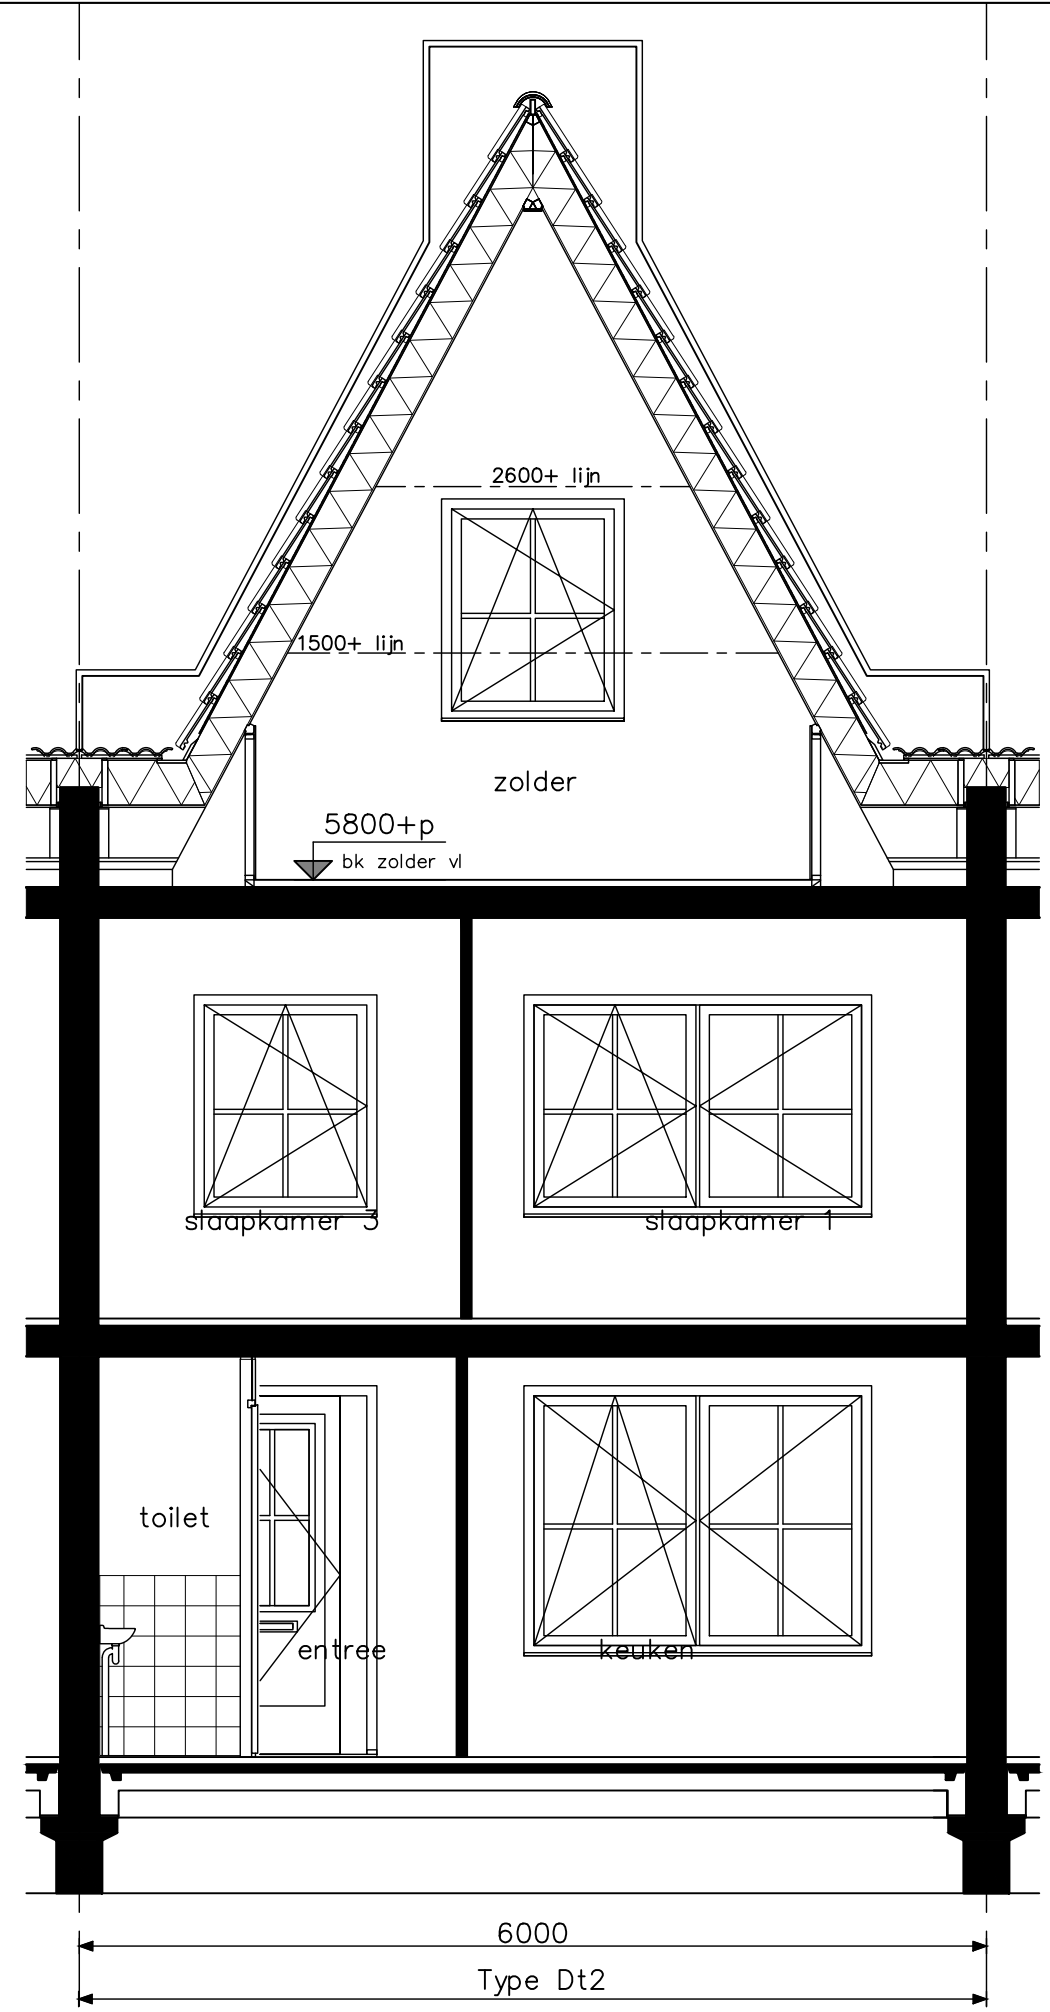 2600+ lijn
1500+ lijn
zolder
5800+p
bk zolder vl
slaapkamer 3
slaapkamer 1
toilet
entree
keuken
6000
Type Dt2